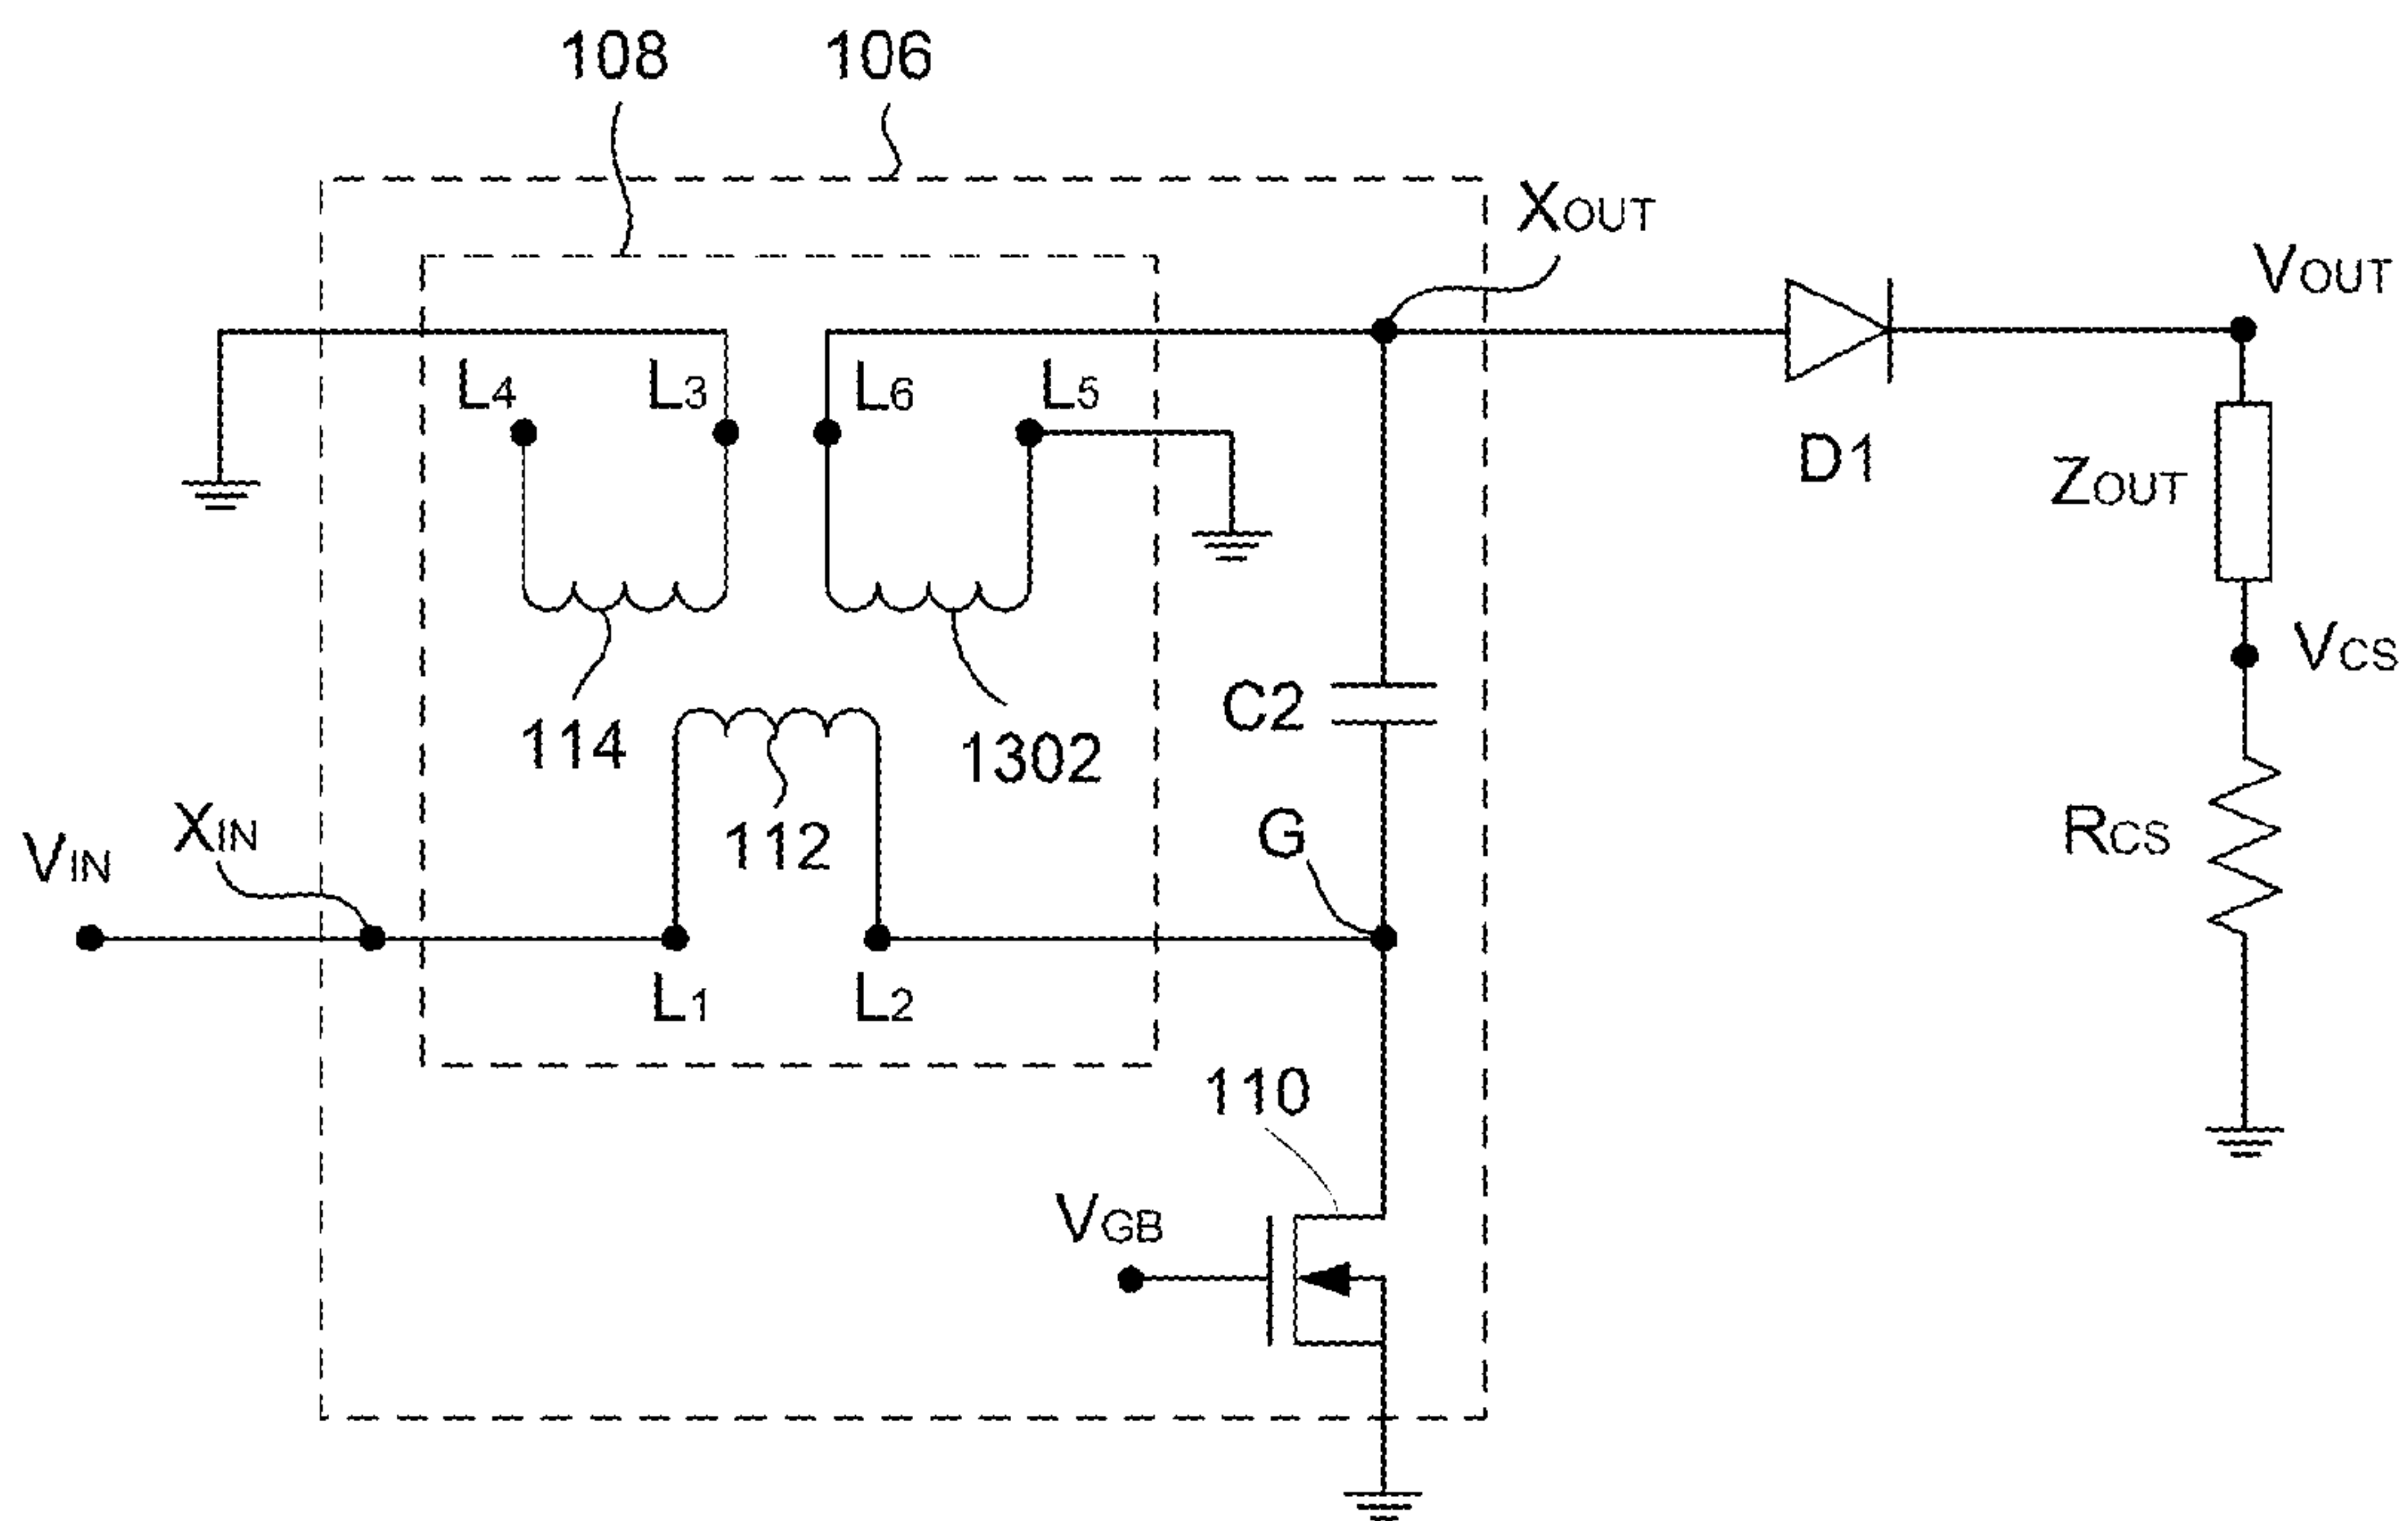 108
106
XOUT
VOUT
L4
L3
L6
L5
D1
ZOUT
VCS
C2
114
1302
G
XIN
VIN
112
RCS
L1
L2
110
VGB